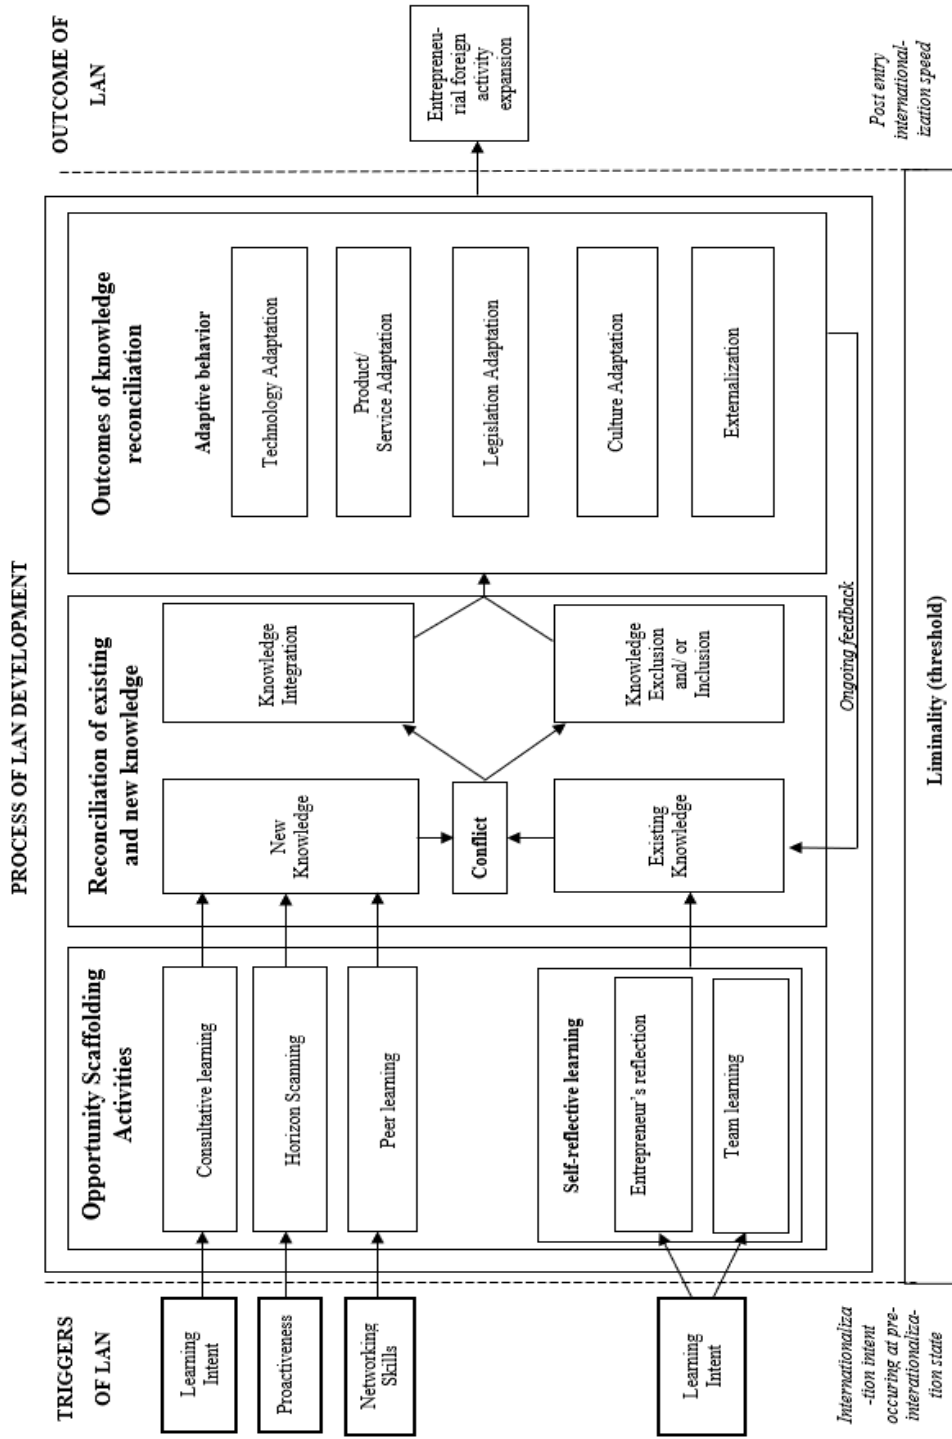 PROCESS OF LAN DEVELOPMENT
TRIGGERS
OF LAN
Learning
Intent
Proactiveness
Networking
Skills
Learning
Intent
Internationaliza
-tion intent
occuring at pre-
interationaliza-
tion state
Opportunity Scaffolding
Activities
Consultative learning
Horizon Scanning
Peer learning
Self-reflective learning
Entrepreneur's reflection
Team learning
Reconciliation of existing
and new knowledge
New
Knowledge
Conflict
Existing
Knowledge
Knowledge
Integration
Knowledge
Exclusion
and/ or
Inclusion
Outcomes of knowledge
reconciliation
Adaptive behavior
Technology Adaptation
Product/
Service Adaptation
Legislation Adaptation
Culture Adaptation
Externalization
Ongoing feedback
Liminality (threshold)
OUTCOME OF
LAN
Entrepreneu-
rial foreign
activity
expansion
Post entry
international-
ization speed